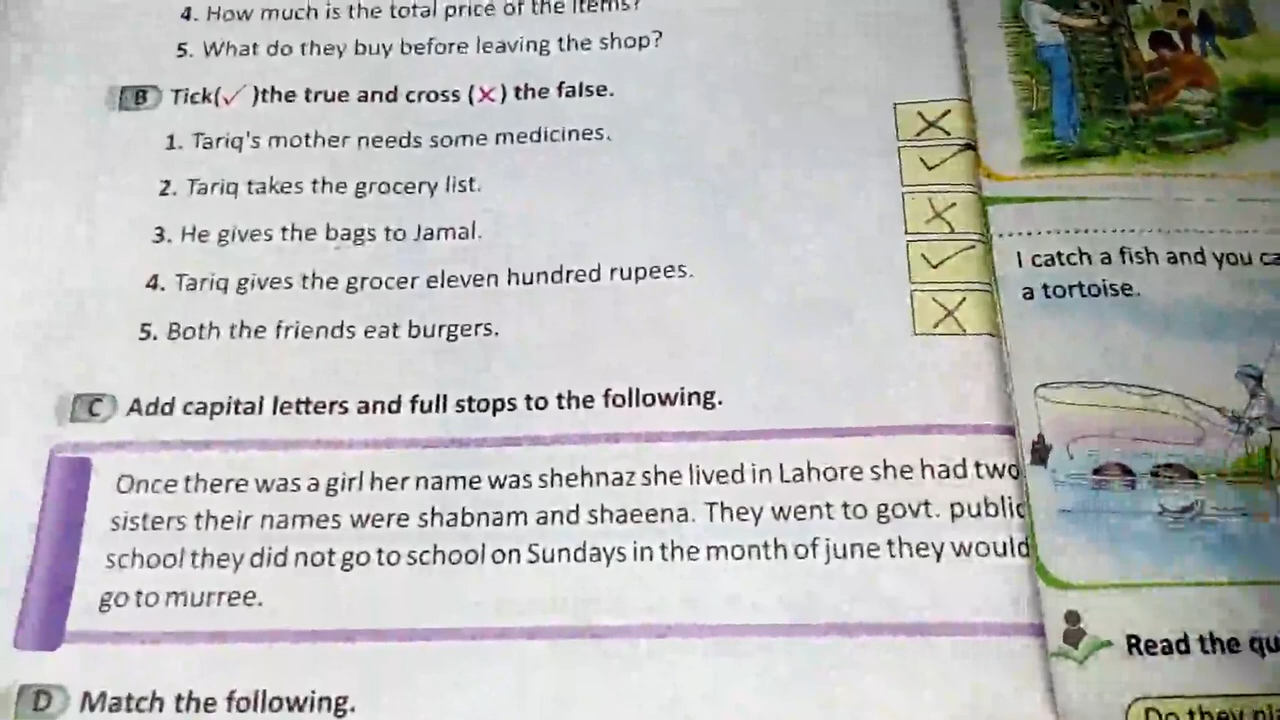 4. How much is the total price of the items?
5. What do they buy before leaving the shop?
B Tick(✓ )the true and cross (✗) the false.
1. Tariq's mother needs some medicines. ✗
2. Tariq takes the grocery list. ✓
3. He gives the bags to Jamal. ✗
4. Tariq gives the grocer eleven hundred rupees. ✓
5. Both the friends eat burgers. ✗
C Add capital letters and full stops to the following.
Once there was a girl her name was shehnaz she lived in Lahore she had two
sisters their names were shabnam and shaeena. They went to govt. public
school they did not go to school on Sundays in the month of june they would
go to murree.
D Match the following.
I catch a fish and you
a tortoise.
Read the
Do they